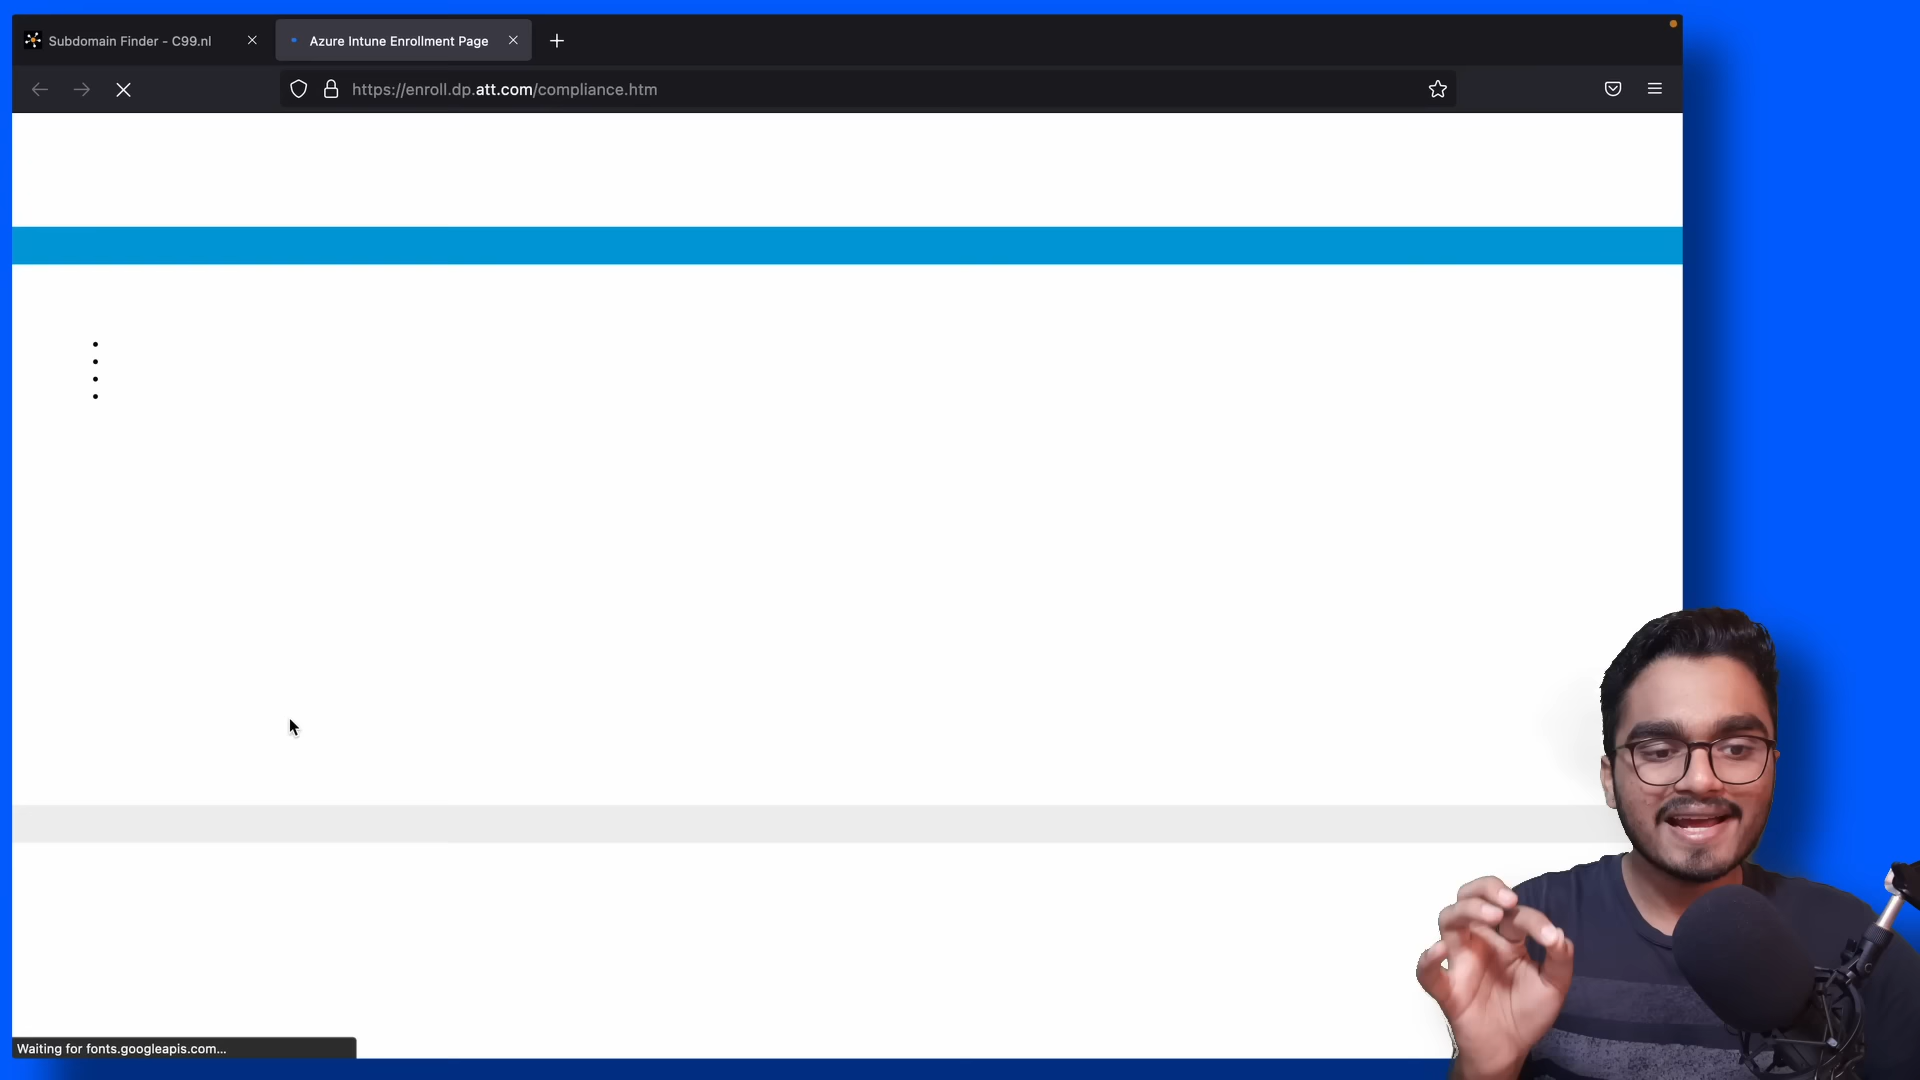 Subdomain Finder - C99.nl
Azure Intune Enrollment Page
https://enroll.dp.att.com/compliance.htm
Waiting for fonts.googleapis.com...